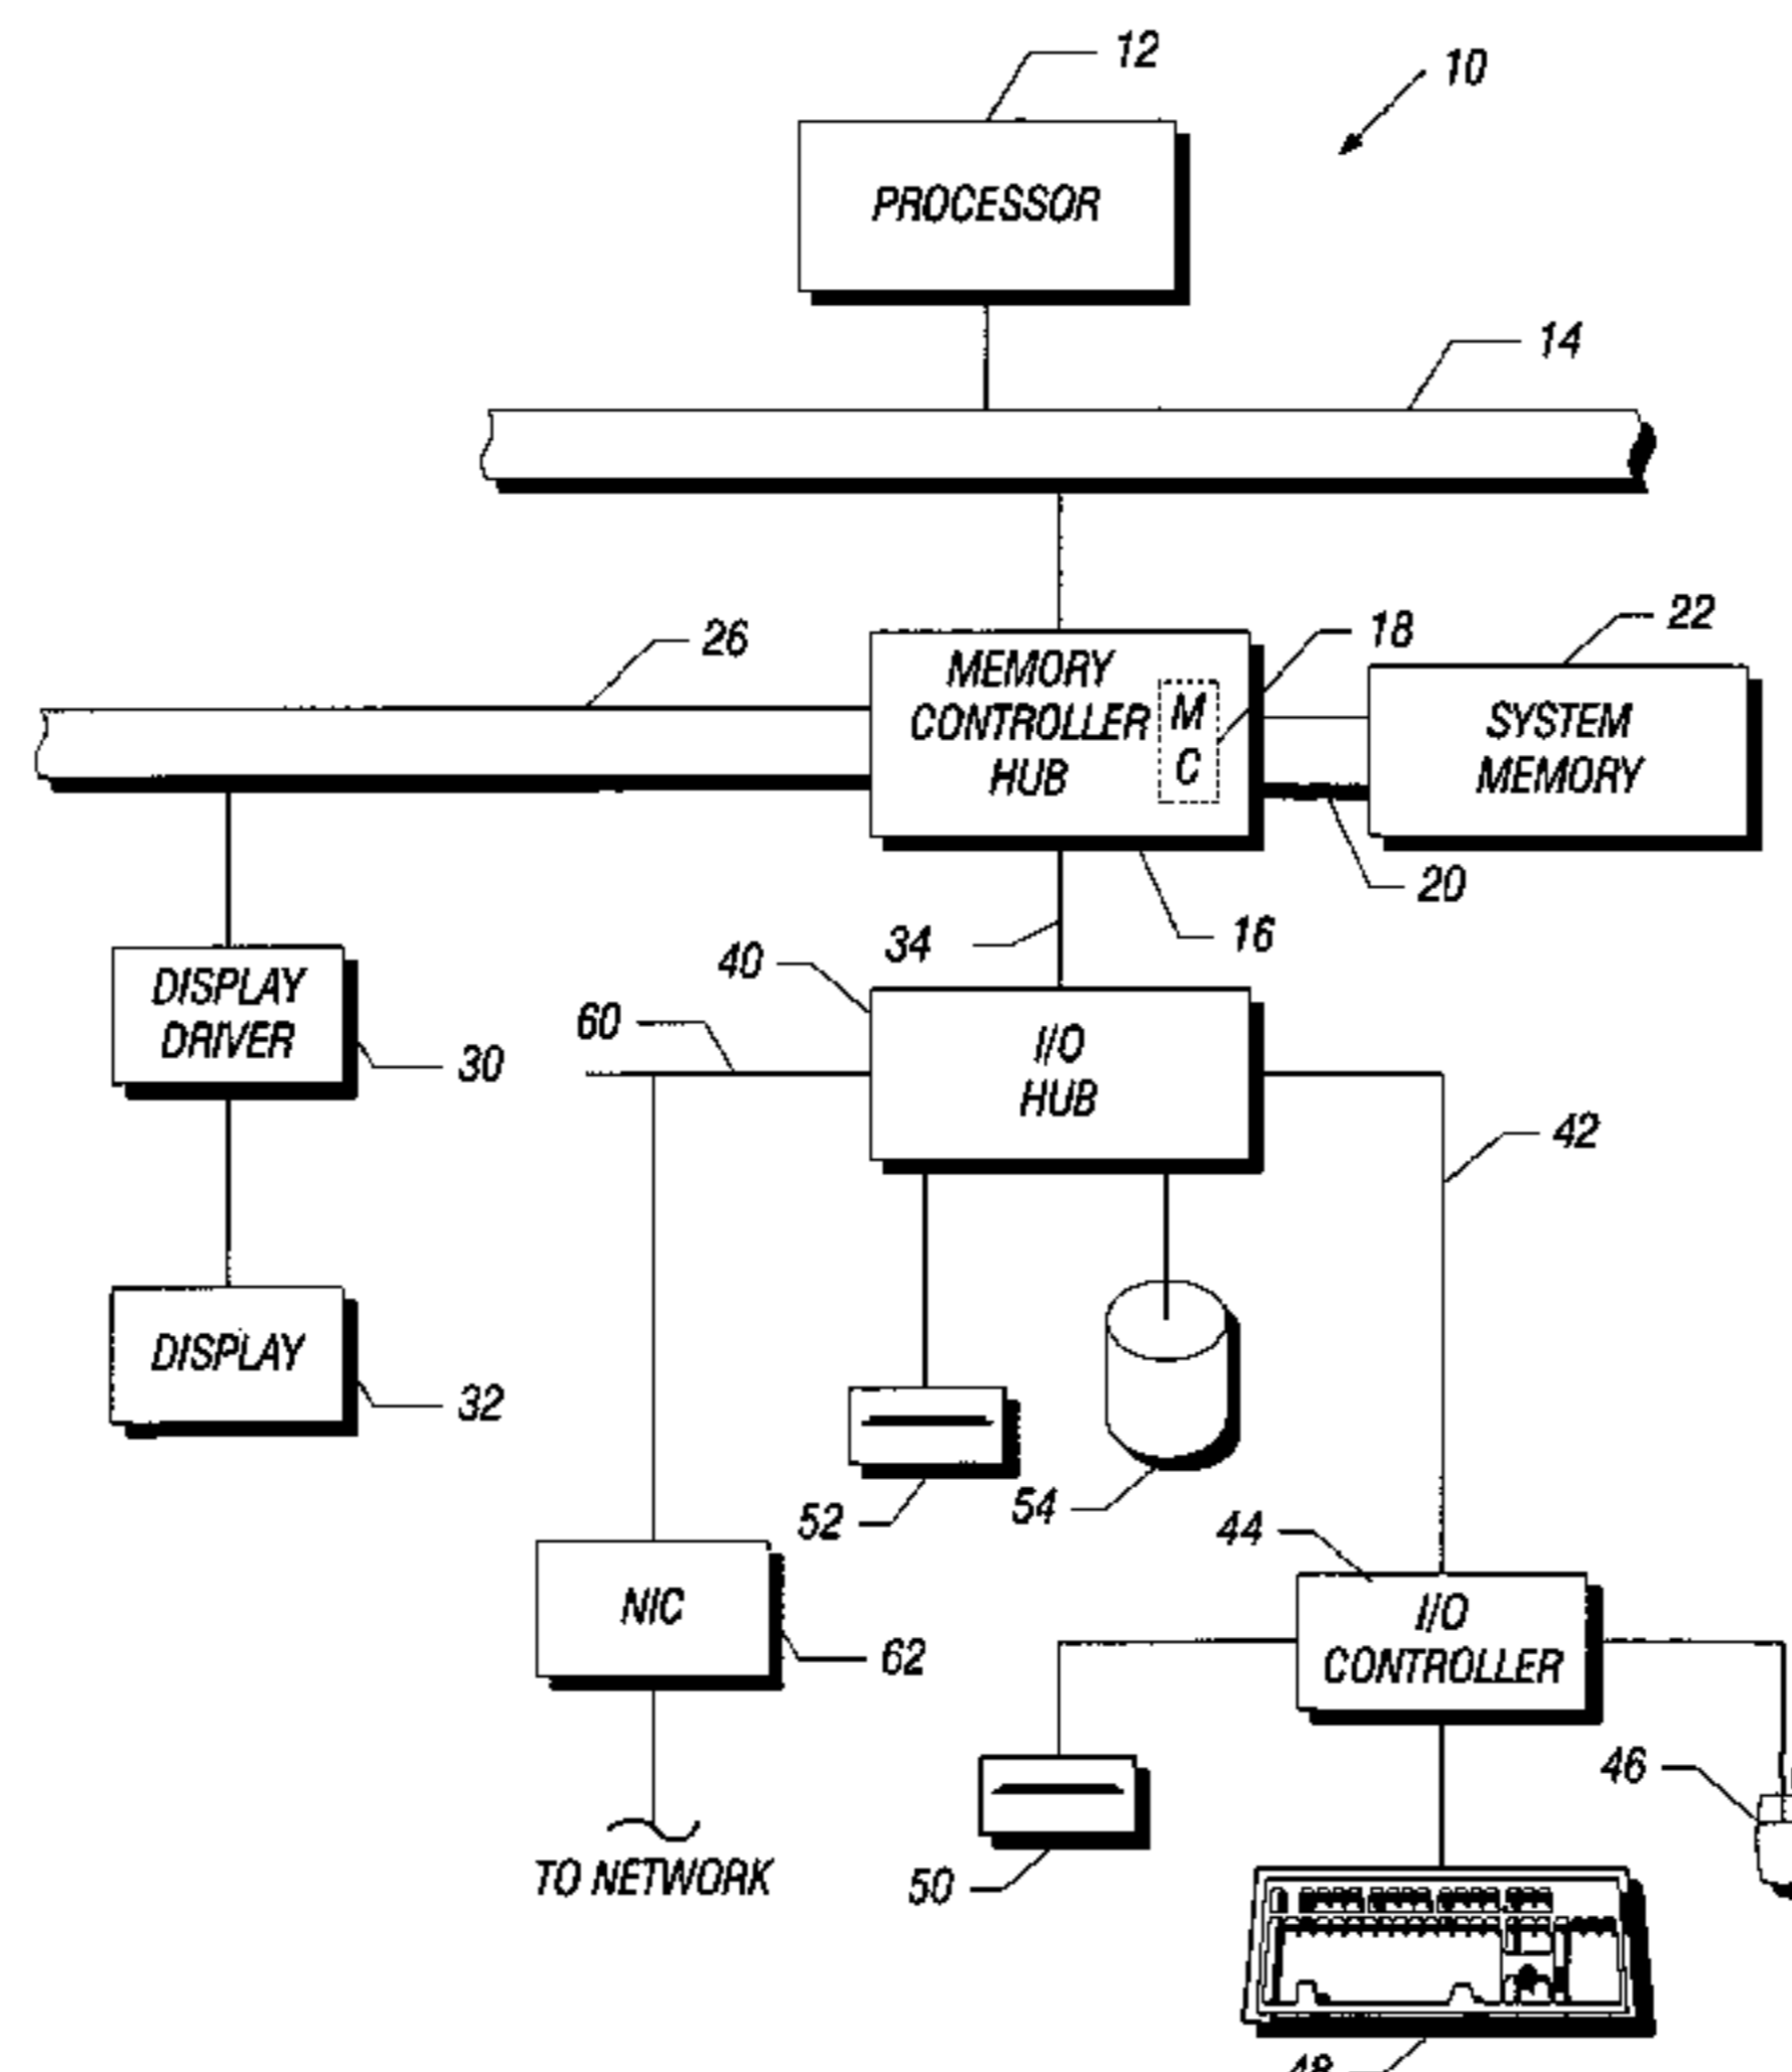 12
10
PROCESSOR
14
26
18
22
MEMORY
CONTROLLER
HUB
M
C
SYSTEM
MEMORY
20
34
16
40
60
DISPLAY
DRIVER
30
I/O
HUB
42
DISPLAY
32
52
54
44
NIC
62
I/O
CONTROLLER
46
50
TO NETWORK
48